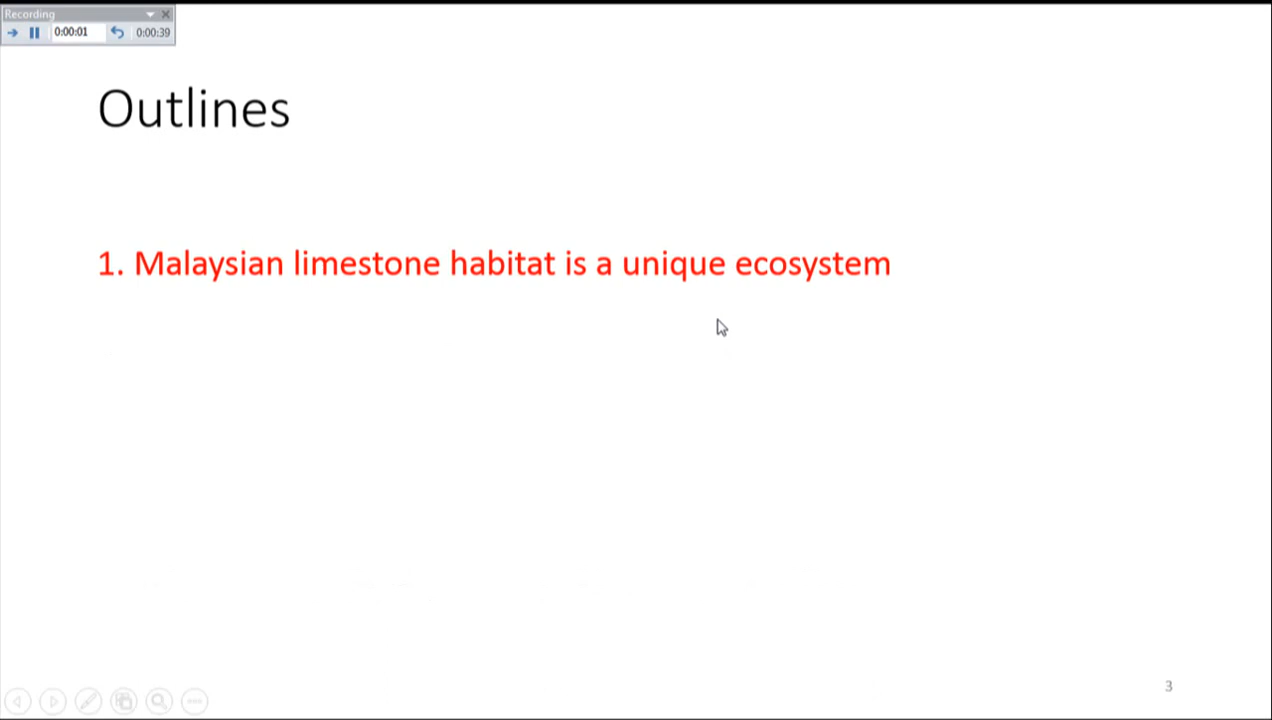 Recording
0:00:01 0:00:39
Outlines
1. Malaysian limestone habitat is a unique ecosystem
3